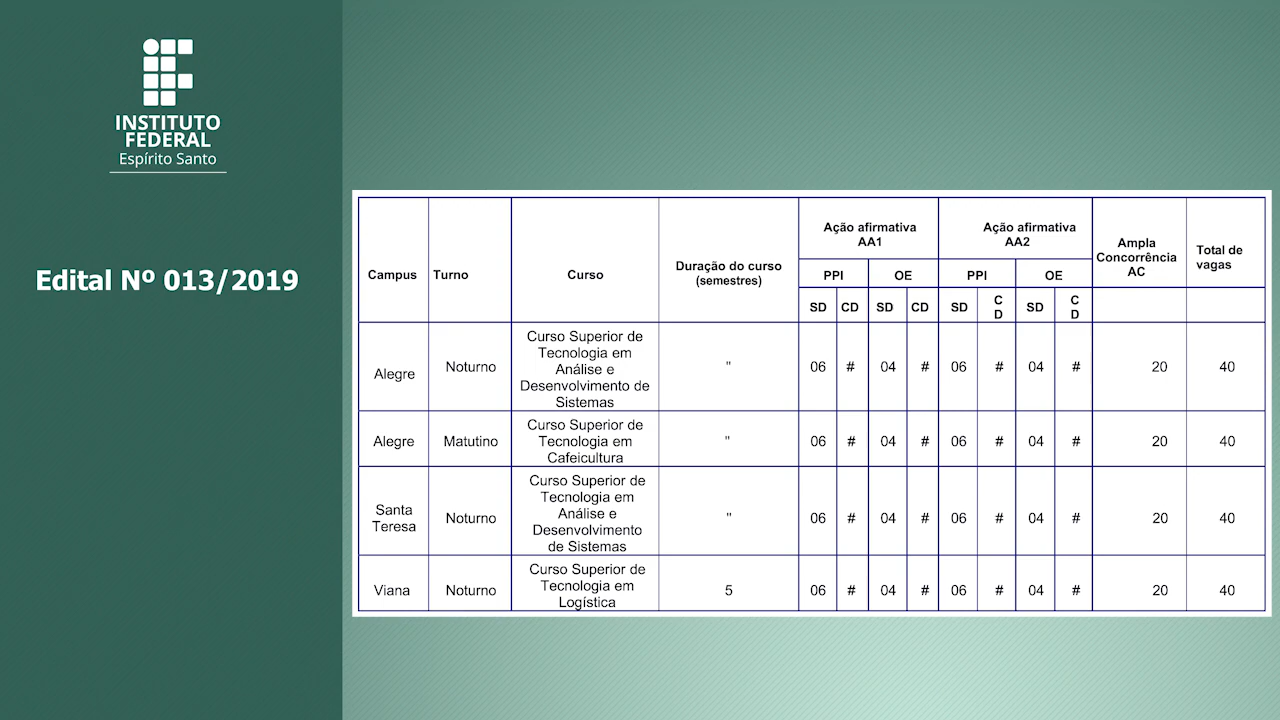 INSTITUTO
FEDERAL
Espírito Santo
Edital Nº 013/2019
Campus
Turno
Curso
Duração do curso
(semestres)
Ação afirmativa
AA1
Ação afirmativa
AA2
Ampla
Concorrência
AC
Total de
vagas
PPI
OE
PPI
OE
SD
CD
SD
CD
SD
C
D
SD
C
D
Alegre
Noturno
Curso Superior de
Tecnologia em
Análise e
Desenvolvimento de
Sistemas
"
06
#
04
#
06
#
04
#
20
40
Alegre
Matutino
Curso Superior de
Tecnologia em
Cafeicultura
"
06
#
04
#
06
#
04
#
20
40
Santa
Teresa
Noturno
Curso Superior de
Tecnologia em
Análise e
Desenvolvimento
de Sistemas
"
06
#
04
#
06
#
04
#
20
40
Viana
Noturno
Curso Superior de
Tecnologia em
Logística
5
06
#
04
#
06
#
04
#
20
40